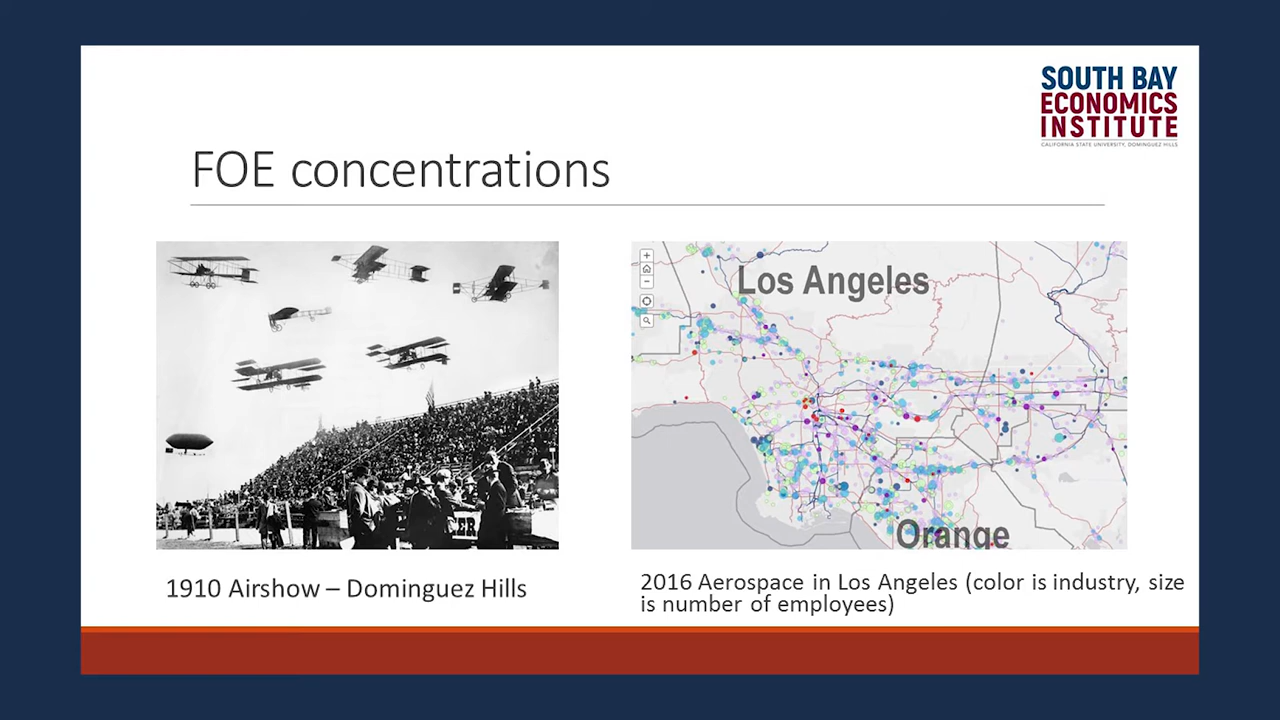 SOUTH BAY
ECONOMICS
INSTITUTE
CALIFORNIA STATE UNIVERSITY, DOMINGUEZ HILLS
FOE concentrations
Los Angeles
Orange
1910 Airshow – Dominguez Hills
2016 Aerospace in Los Angeles (color is industry, size
is number of employees)